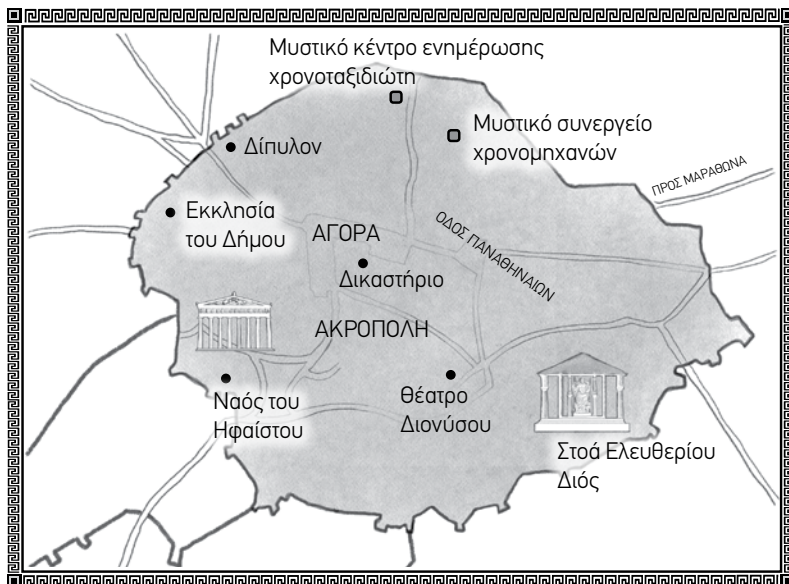 Μυστικό κέντρο ενημέρωσης
χρονοταξιδιώτη
Μυστικό συνεργείο
χρονομηχανών
Δίπυλον
ΠΡΟΣ ΜΑΡΑΘΩΝΑ
Εκκλησία
του Δήμου
ΑΓΟΡΑ
ΟΔΟΣ ΠΑΝΑΘΗΝΑΙΩΝ
Δικαστήριο
ΑΚΡΟΠΟΛΗ
Ναός του
Ηφαίστου
Θέατρο
Διονύσου
Στοά Ελευθερίου
Διός